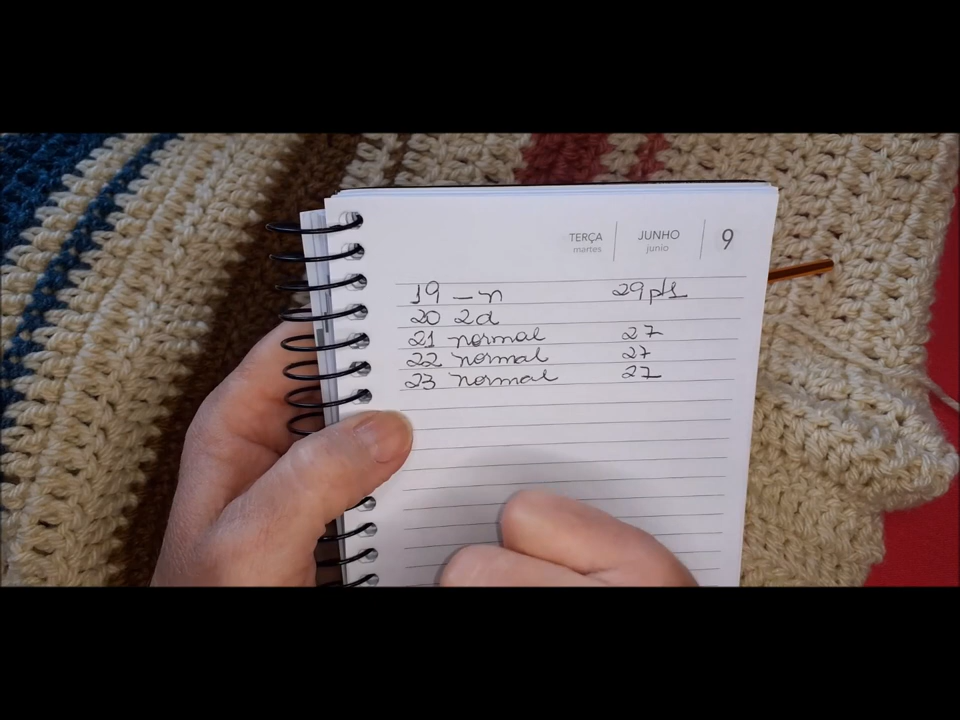 TERÇA JUNHO 9
martes junio
19 - n 29 pts
20 2d
21 normal 27
22 normal 27
23 normal 27